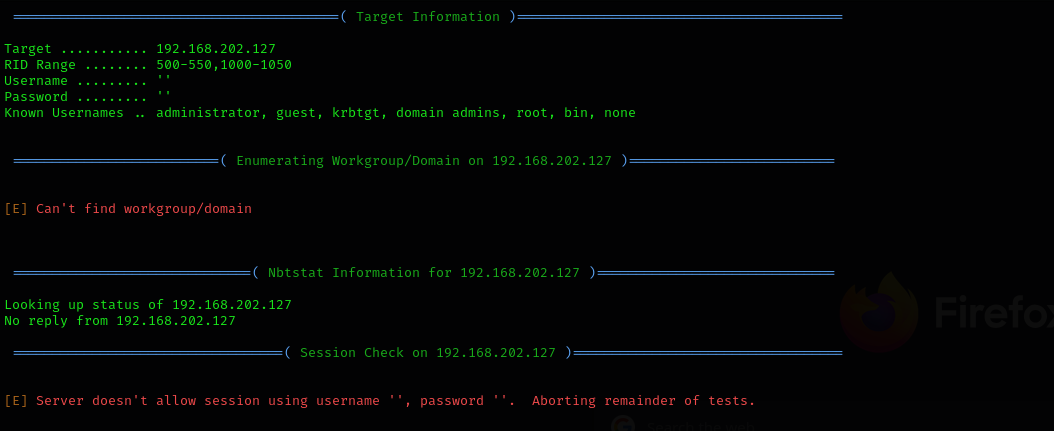 =========================================( Target Information )=========================================
Target ........... 192.168.202.127
RID Range ........ 500-550,1000-1050
Username ......... ''
Password ......... ''
Known Usernames .. administrator, guest, krbtgt, domain admins, root, bin, none
==========================( Enumerating Workgroup/Domain on 192.168.202.127 )==========================
[E] Can't find workgroup/domain
==============================( Nbtstat Information for 192.168.202.127 )==============================
Looking up status of 192.168.202.127
No reply from 192.168.202.127
Firefox
==================================( Session Check on 192.168.202.127 )==================================
[E] Server doesn't allow session using username '', password ''.  Aborting remainder of tests.